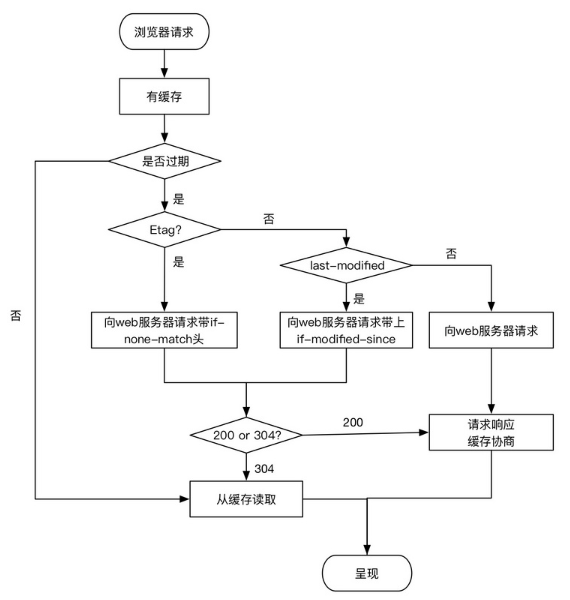 浏览器请求
有缓存
是否过期
是
Etag?
否
last-modified
否
是
是
否
向web服务器请求带if-
none-match头
向web服务器请求带上
if-modified-since
向web服务器请求
200 or 304?
200
请求响应
缓存协商
304
从缓存读取
呈现